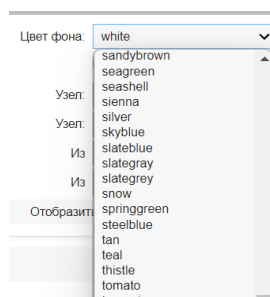 Цвет фона: white
sandybrown
seagreen
seashell
Узел: sienna
silver
Узел: skyblue
slateblue
Из slategray
slategrey
Из snow
springgreen
Отобразить steelblue
tan
teal
thistle
tomato